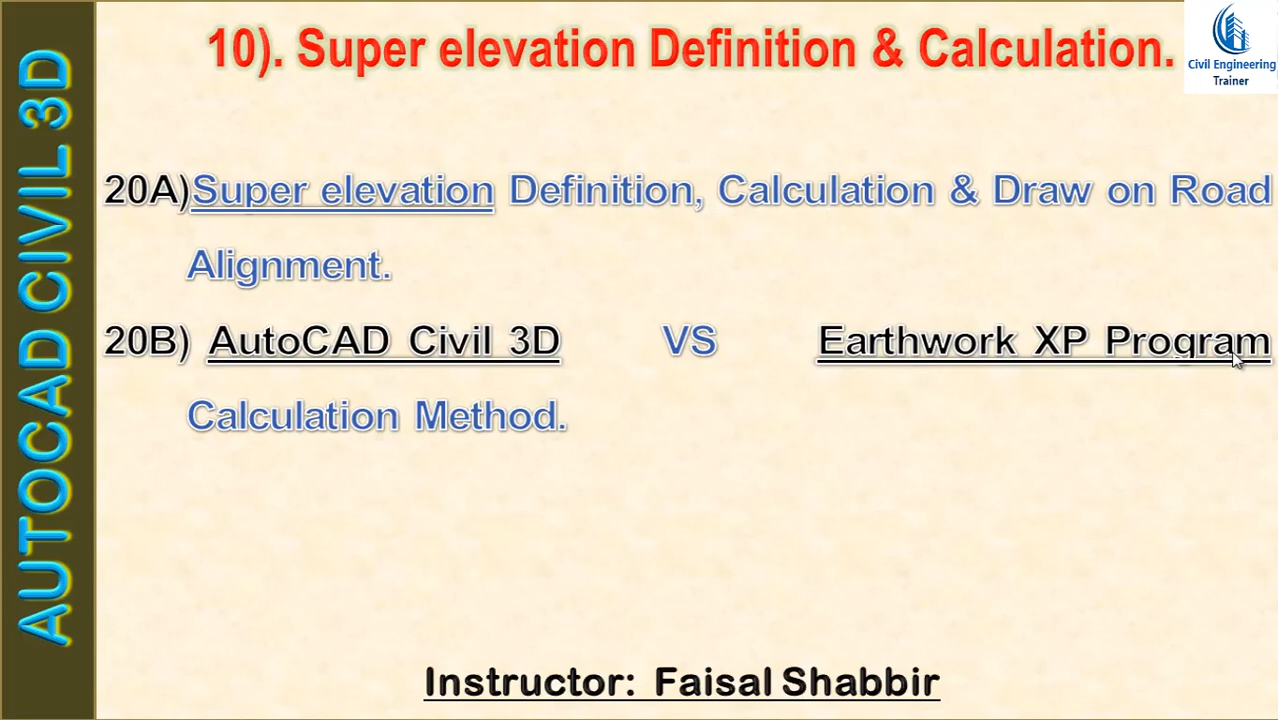 10). Super elevation Definition & Calculation.
Civil Engineering
Trainer
AUTOCAD CIVIL 3D
20A)Super elevation Definition, Calculation & Draw on Road
Alignment.
20B) AutoCAD Civil 3D VS Earthwork XP Program
Calculation Method.
Instructor: Faisal Shabbir